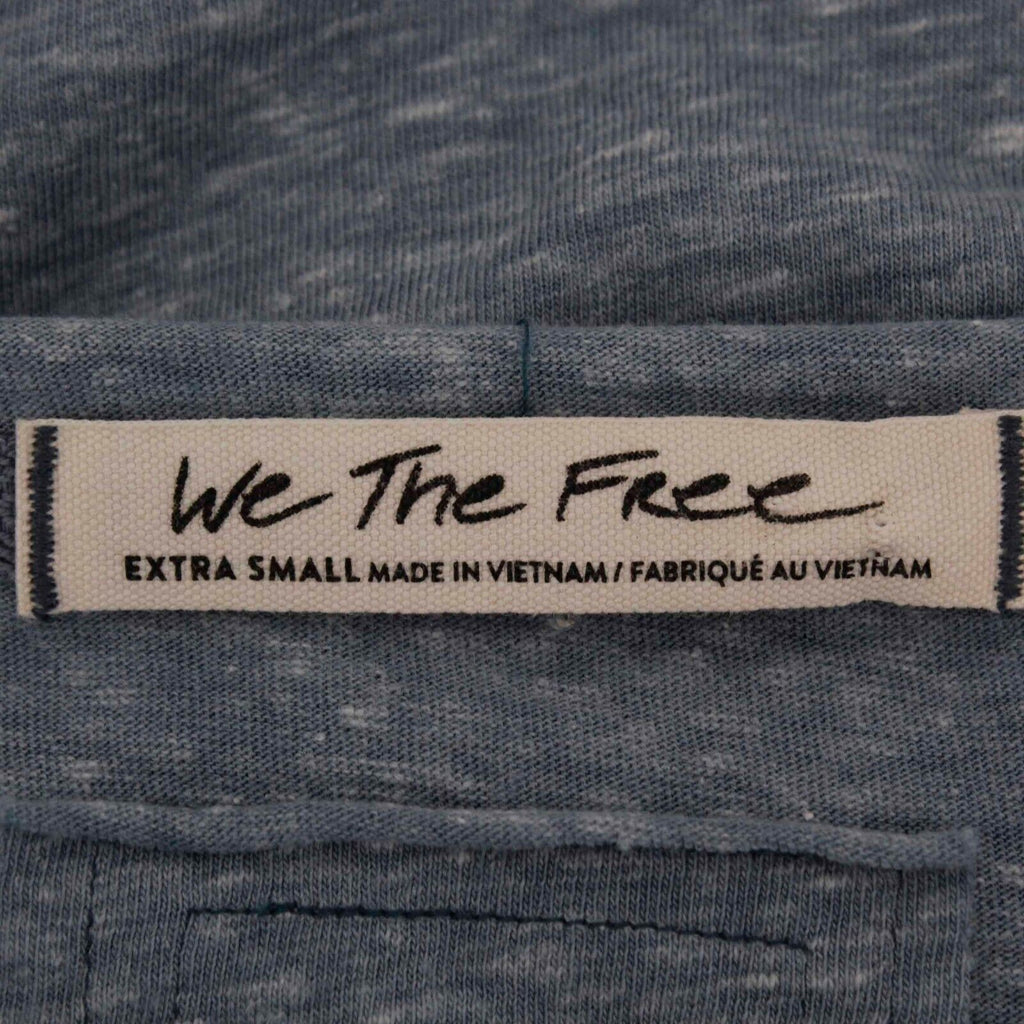 We The Free
EXTRA SMALL MADE IN VIETNAM / FABRIQUÉ AU VIETNAM